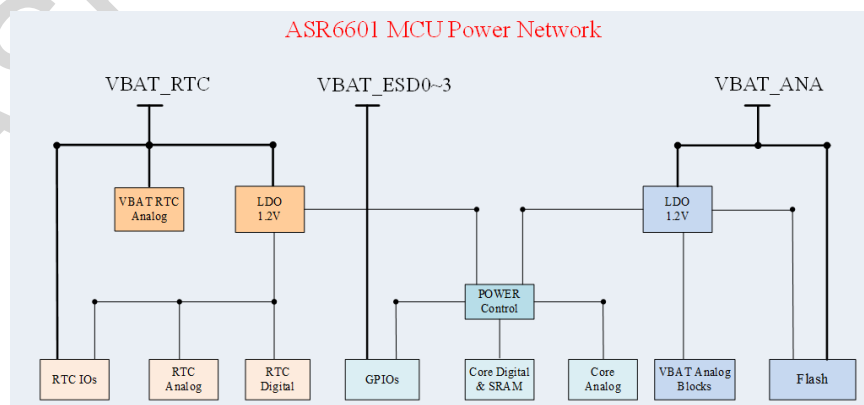 ASR6601 MCU Power Network
VBAT_RTC
VBAT_ESD0~3
VBAT_ANA
VBAT RTC
Analog
LDO
1.2V
LDO
1.2V
POWER
Control
RTC IOs
RTC
Analog
RTC
Digital
GPIOs
Core Digital
& SRAM
Core
Analog
VBAT Analog
Blocks
Flash